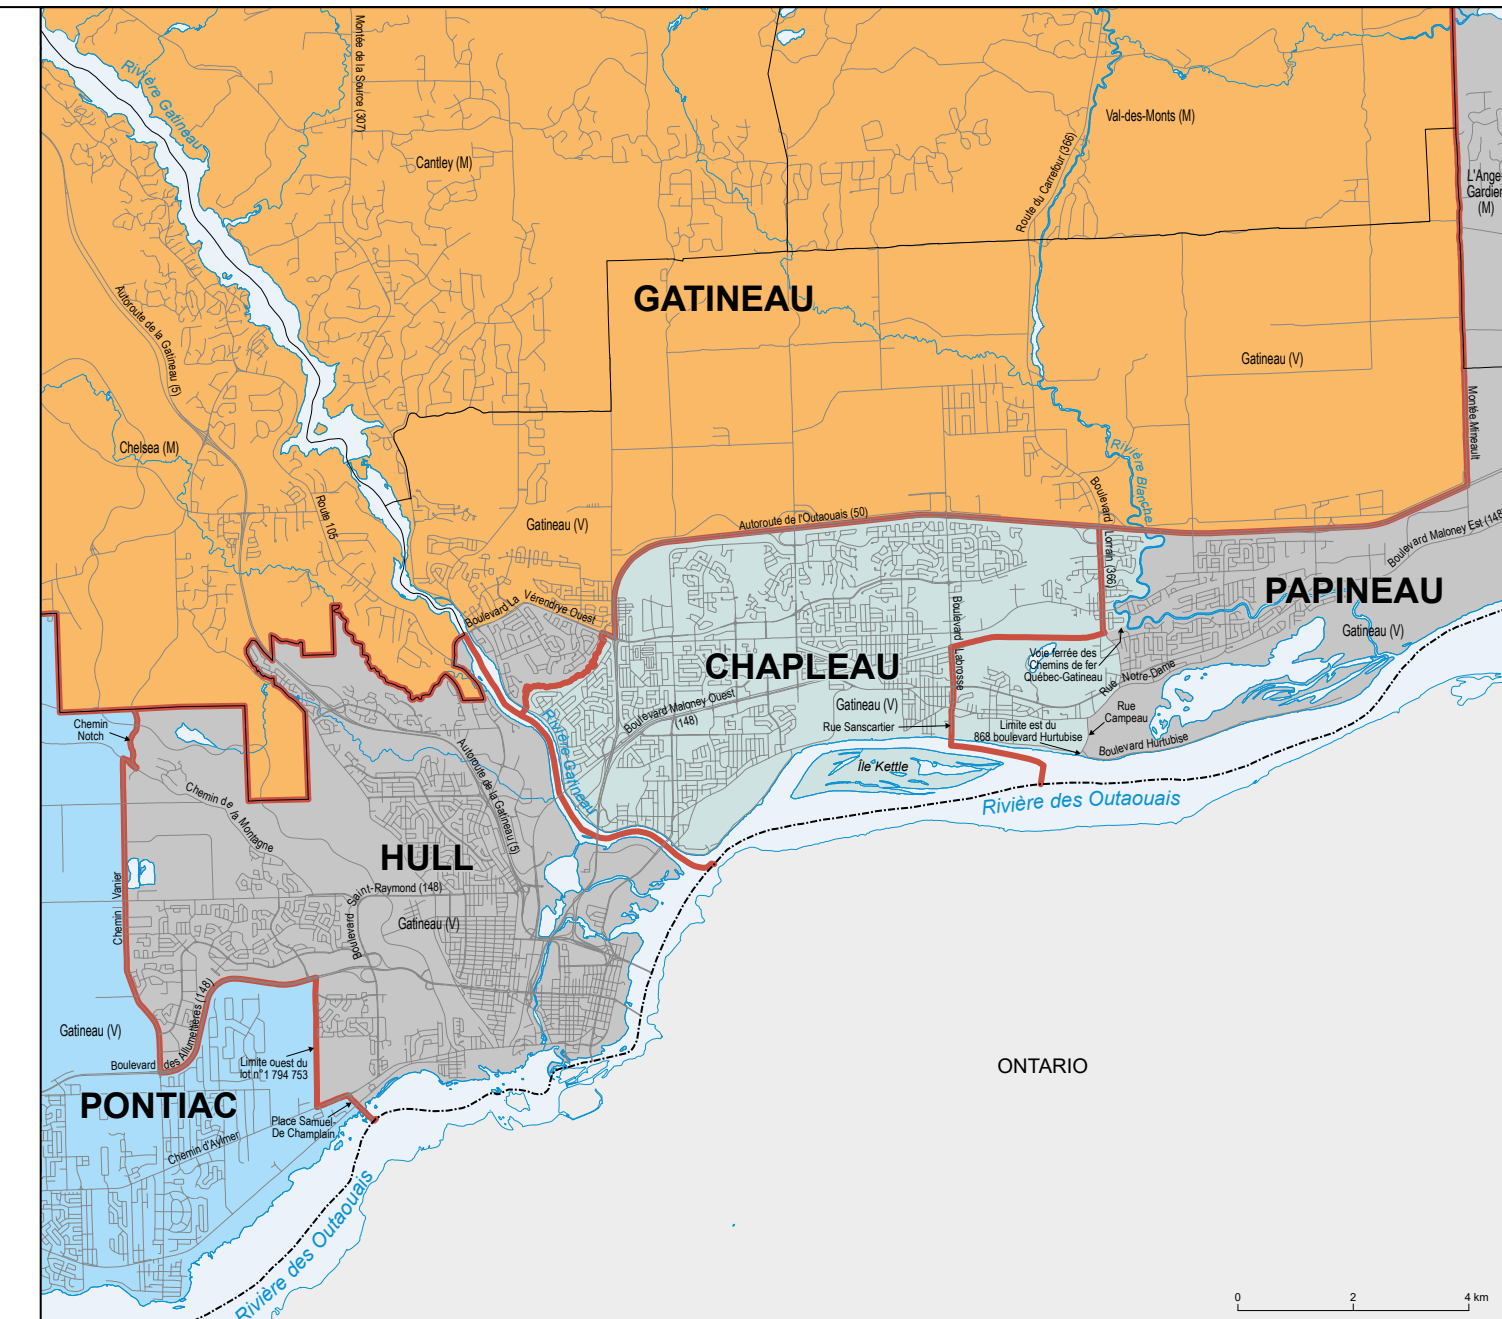 Rivière Gatineau
Montée de la Source (307)
Cantley (M)
Val-des-Monts (M)
Route du Carrefour (366)
L'Ange-
Gardien
(M)
GATINEAU
Autoroute de la Gatineau (5)
Gatineau (V)
Montée Mineault
Chelsea (M)
Route 105
Gatineau (V)
Autoroute de l'Outaouais (50)
Boulevard Lorrain (366)
Rivière Blanche
Boulevard Maloney Est (148)
Boulevard La Vérendrye Ouest
PAPINEAU
Gatineau (V)
Boulevard Labrosse
CHAPLEAU
Voie ferrée des
Chemins de fer
Québec-Gatineau
Rue Notre-Dame
Gatineau (V)
Boulevard Maloney Ouest
(148)
Rue Sanscartier
Rue
Campeau
Limite est du
868 boulevard Hurtubise
Boulevard Hurtubise
Chemin
Notch
Rivière Gatineau
Autoroute de la Gatineau (5)
Île Kettle
Rivière des Outaouais
Chemin de la Montagne
HULL
Boulevard Saint-Raymond (148)
Gatineau (V)
Chemin Vanier
Gatineau (V)
Boulevard des Allumettières (148)
Limite ouest du
lot n° 1 794 753
PONTIAC
Place Samuel-
De Champlain
Chemin d'Aylmer
Rivière des Outaouais
ONTARIO
0 2 4 km